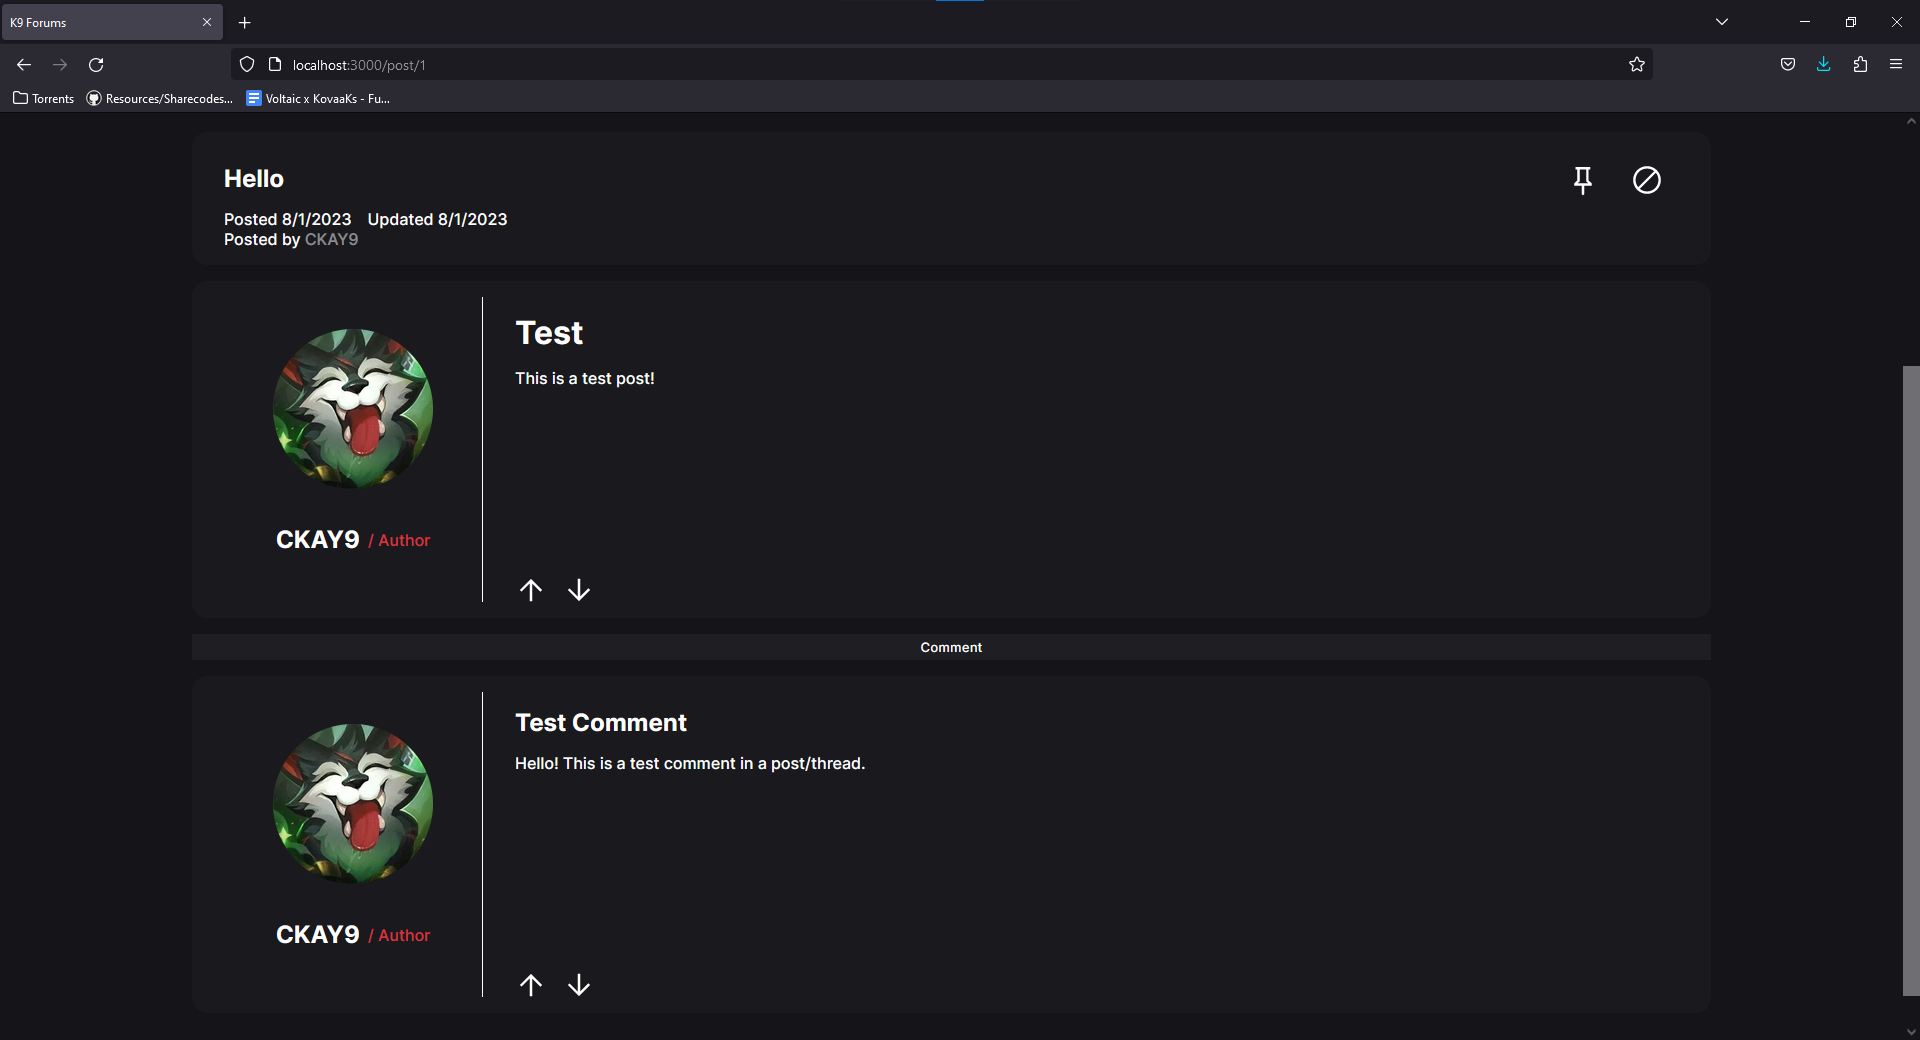 K9 Forums
localhost:3000/post/1
Torrents
Resources/Sharecodes...
Voltaic x KovaaKs - Fu...
Hello
Posted 8/1/2023 Updated 8/1/2023
Posted by CKAY9
Test
This is a test post!
CKAY9 / Author
Comment
Test Comment
Hello! This is a test comment in a post/thread.
CKAY9 / Author